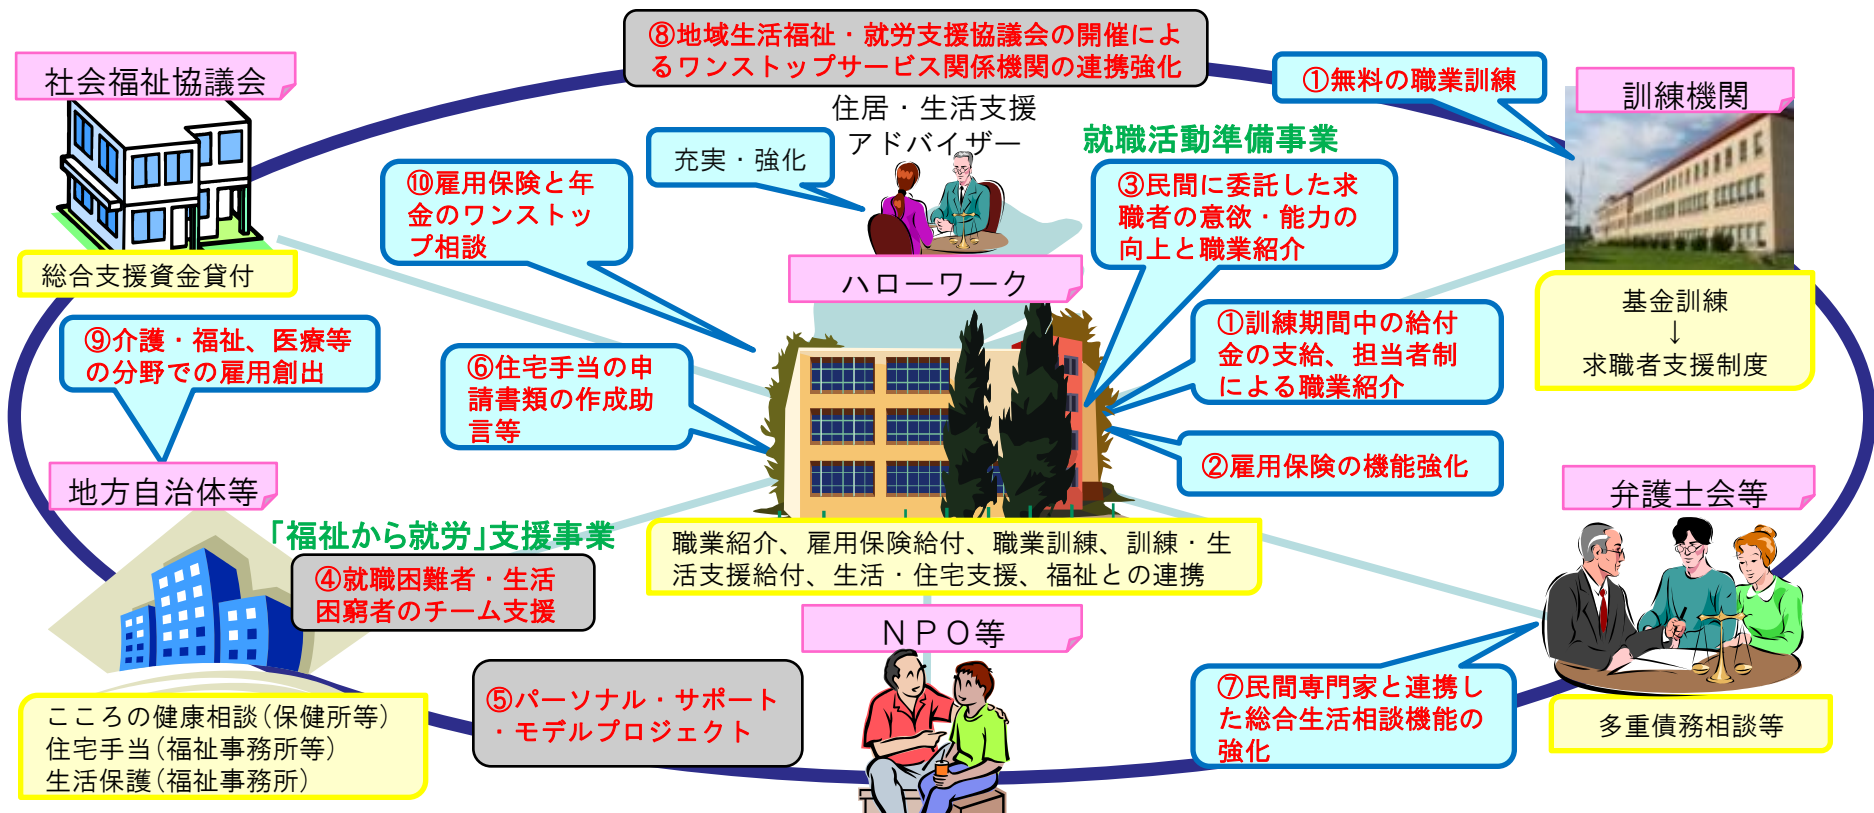 ⑧地域生活福祉・就労支援協議会の開催によ
るワンストップサービス関係機関の連携強化
社会福祉協議会
総合支援資金貸付
①無料の職業訓練
訓練機関
基金訓練
↓
求職者支援制度
住居・生活支援
アドバイザー
充実・強化
就職活動準備事業
⑩雇用保険と年
金のワンストッ
プ相談
③民間に委託した求
職者の意欲・能力の
向上と職業紹介
ハローワーク
⑨介護・福祉、医療等
の分野での雇用創出
⑥住宅手当の申
請書類の作成助
言等
①訓練期間中の給付
金の支給、担当者制
による職業紹介
②雇用保険の機能強化
地方自治体等
「福祉から就労」支援事業
④就職困難者・生活
困窮者のチーム支援
職業紹介、雇用保険給付、職業訓練、訓練・生
活支援給付、生活・住宅支援、福祉との連携
弁護士会等
ＮＰＯ等
⑤パーソナル・サポート
・モデルプロジェクト
⑦民間専門家と連携し
た総合生活相談機能の
強化
多重債務相談等
こころの健康相談(保健所等)
住宅手当(福祉事務所等)
生活保護(福祉事務所)